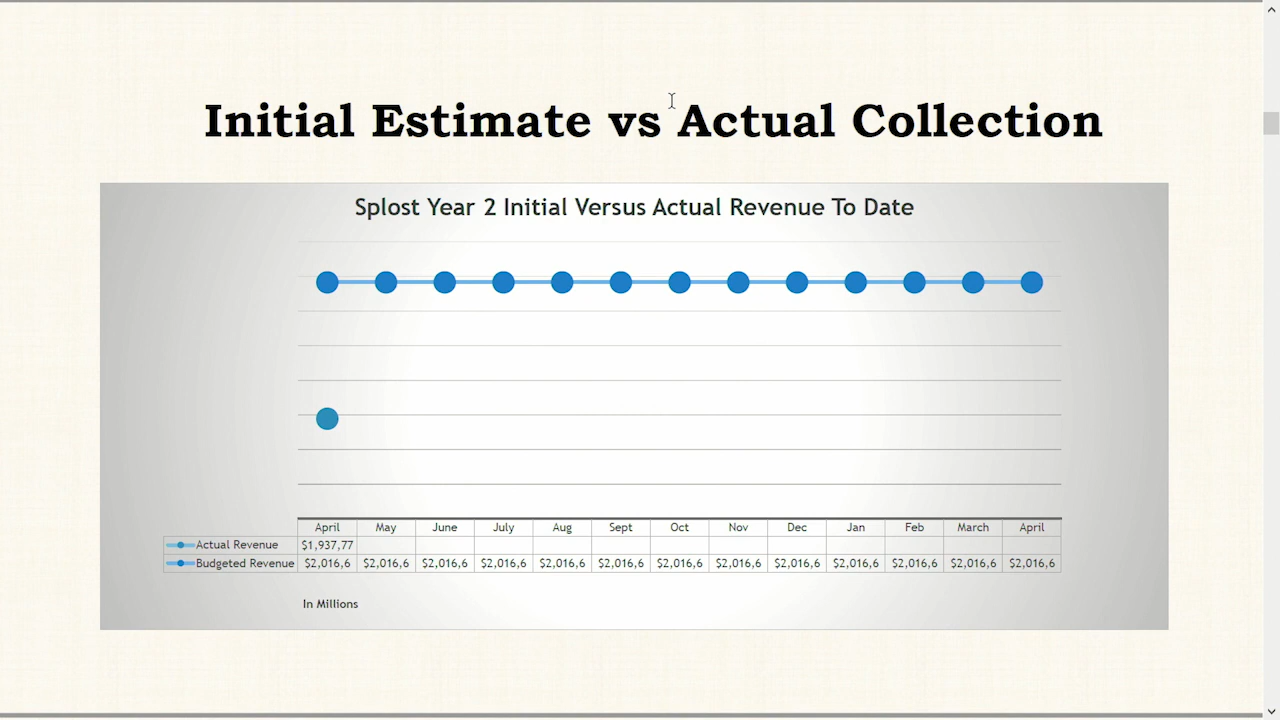 Initial Estimate vs Actual Collection
Splost Year 2 Initial Versus Actual Revenue To Date
April May June July Aug Sept Oct Nov Dec Jan Feb March April
Actual Revenue $1,937,77
Budgeted Revenue $2,016,6 $2,016,6 $2,016,6 $2,016,6 $2,016,6 $2,016,6 $2,016,6 $2,016,6 $2,016,6 $2,016,6 $2,016,6 $2,016,6 $2,016,6
In Millions